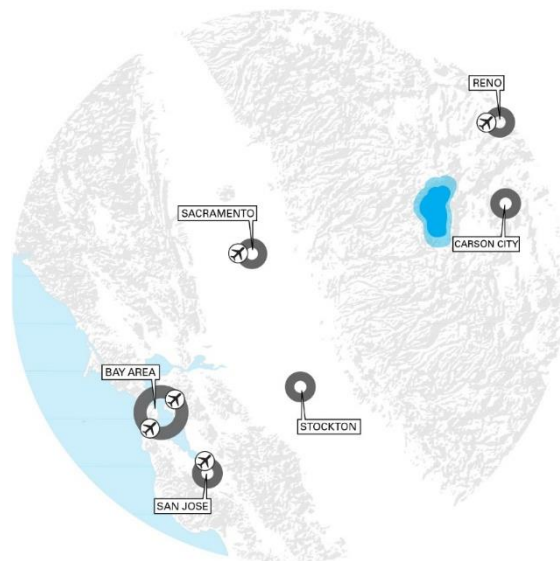 RENO
SACRAMENTO
CARSON CITY
BAY AREA
STOCKTON
SAN JOSE